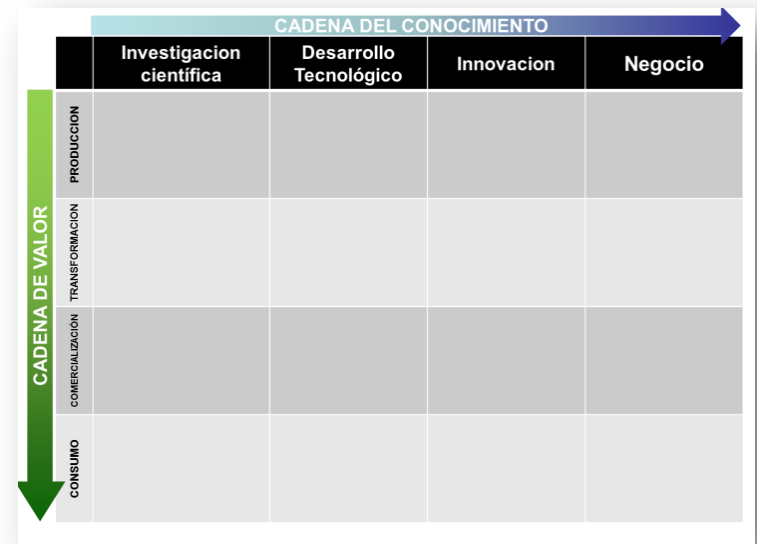 CADENA DEL CONOCIMIENTO
Investigacion
científica
Desarrollo
Tecnológico
Innovacion
Negocio
CADENA DE VALOR
PRODUCCION
TRANSFORMACION
COMERCIALIZACIÓN
CONSUMO